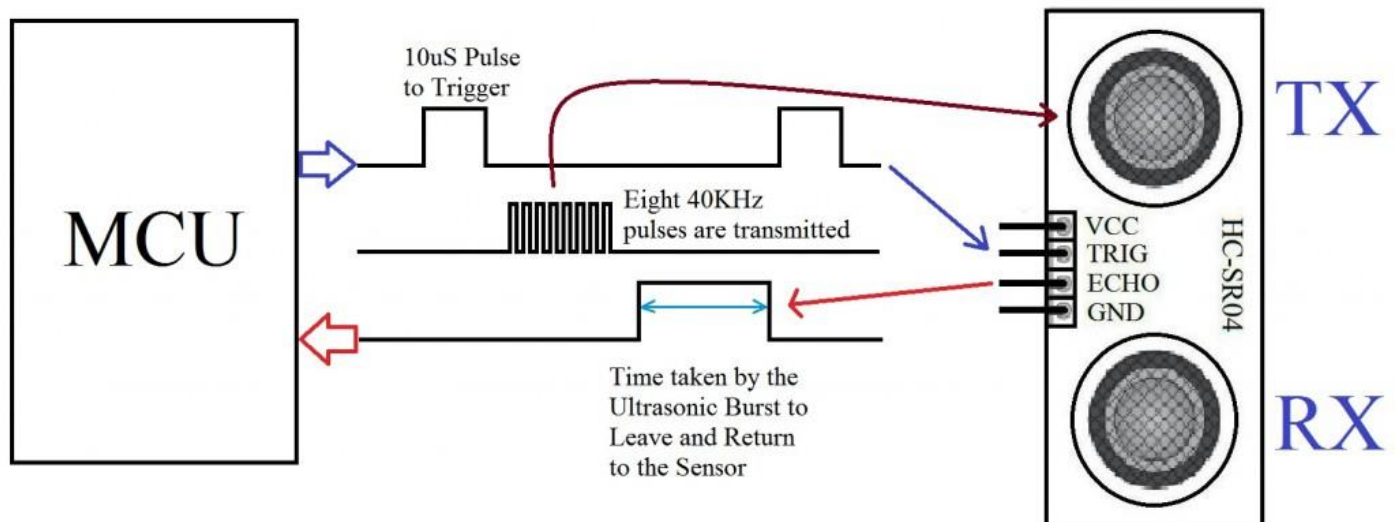 MCU
10uS Pulse
to Trigger
Eight 40KHz
pulses are transmitted
Time taken by the
Ultrasonic Burst to
Leave and Return
to the Sensor
VCC
TRIG
ECHO
GND
HC-SR04
TX
RX